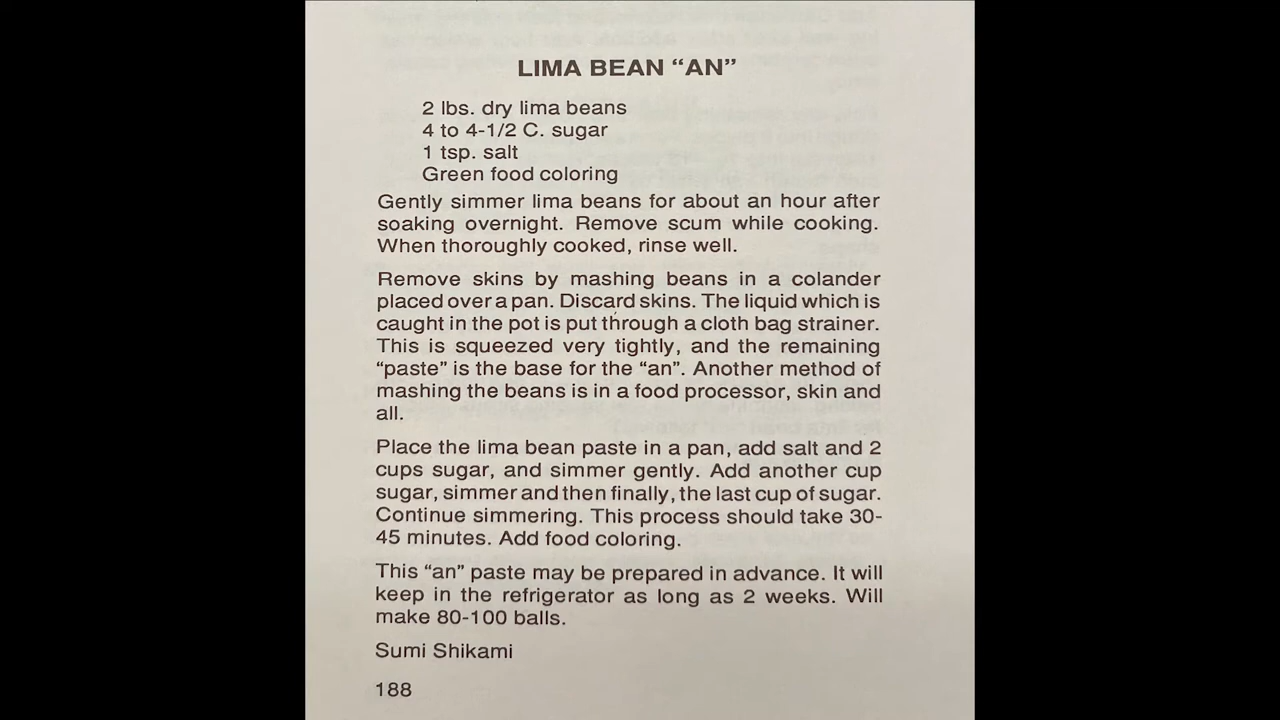 LIMA BEAN “AN”
2 lbs. dry lima beans
4 to 4-1/2 C. sugar
1 tsp. salt
Green food coloring
Gently simmer lima beans for about an hour after
soaking overnight. Remove scum while cooking.
When thoroughly cooked, rinse well.
Remove skins by mashing beans in a colander
placed over a pan. Discard skins. The liquid which is
caught in the pot is put through a cloth bag strainer.
This is squeezed very tightly, and the remaining
“paste” is the base for the “an”. Another method of
mashing the beans is in a food processor, skin and
all.
Place the lima bean paste in a pan, add salt and 2
cups sugar, and simmer gently. Add another cup
sugar, simmer and then finally, the last cup of sugar.
Continue simmering. This process should take 30-
45 minutes. Add food coloring.
This “an” paste may be prepared in advance. It will
keep in the refrigerator as long as 2 weeks. Will
make 80-100 balls.
Sumi Shikami
188